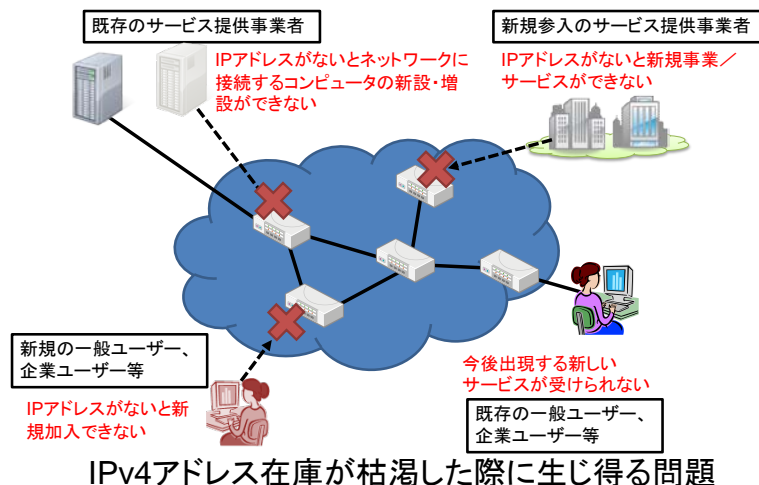 既存のサービス提供事業者
IPアドレスがないとネットワークに
接続するコンピュータの新設・増
設ができない
新規参入のサービス提供事業者
IPアドレスがないと新規事業／
サービスができない
新規の一般ユーザー、
企業ユーザー等
IPアドレスがないと新
規加入できない
今後出現する新しい
サービスが受けられない
既存の一般ユーザー、
企業ユーザー等
IPv4アドレス在庫が枯渇した際に生じ得る問題